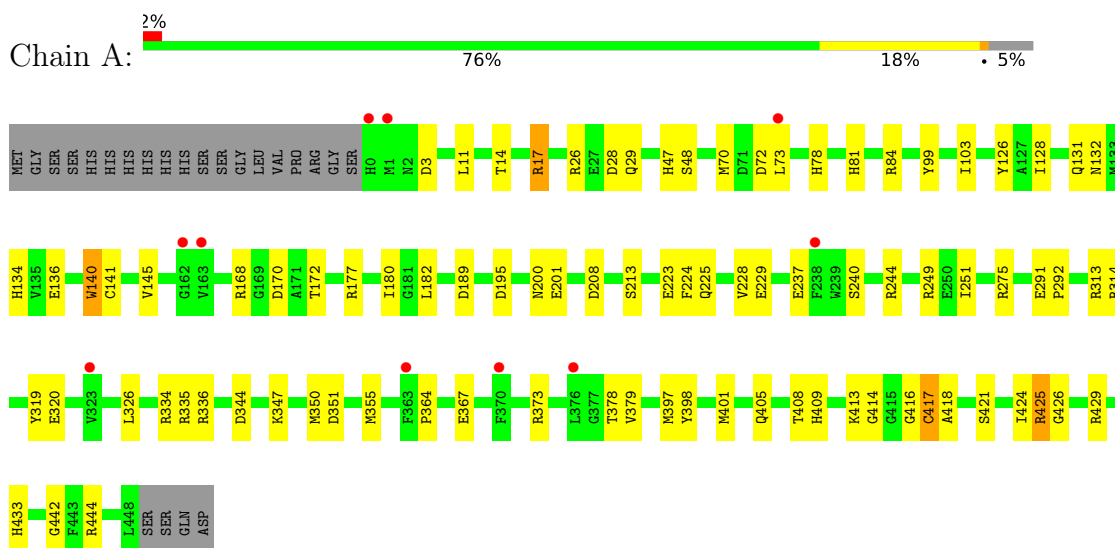 2%
Chain A:
76% 18% • 5%
MET GLY SER SER HIS HIS HIS HIS HIS HIS SER SER GLY LEU VAL PRO ARG GLY SER H0 M1 N2 D3 L11 T14 R17 R26 E27 D28 Q29 H47 S48 M70 D71 D72 L73 H78 H81 R84 Y99 I103 Y126 A127 I128 Q131 N132 M133
H134 V135 E136 W140 C141 V145 G162 V163 R168 G169 D170 A171 T172 R177 I180 G181 L182 D189 D195 N200 E201 D208 S213 E223 F224 Q225 V228 E229 E237 F238 W239 S240 R244 R249 E250 I251 R275 E291 P292 R313
Y319 E320 V323 L326 R334 R335 R336 D344 K347 M350 D351 M355 F363 P364 E367 F370 R373 L376 G377 T378 V379 M397 Y398 M401 Q405 T408 H409 K413 G414 G415 G416 C417 A418 S421 I424 R425 G426 R429
H433 G442 F443 R444 L448 SER SER GLN ASP